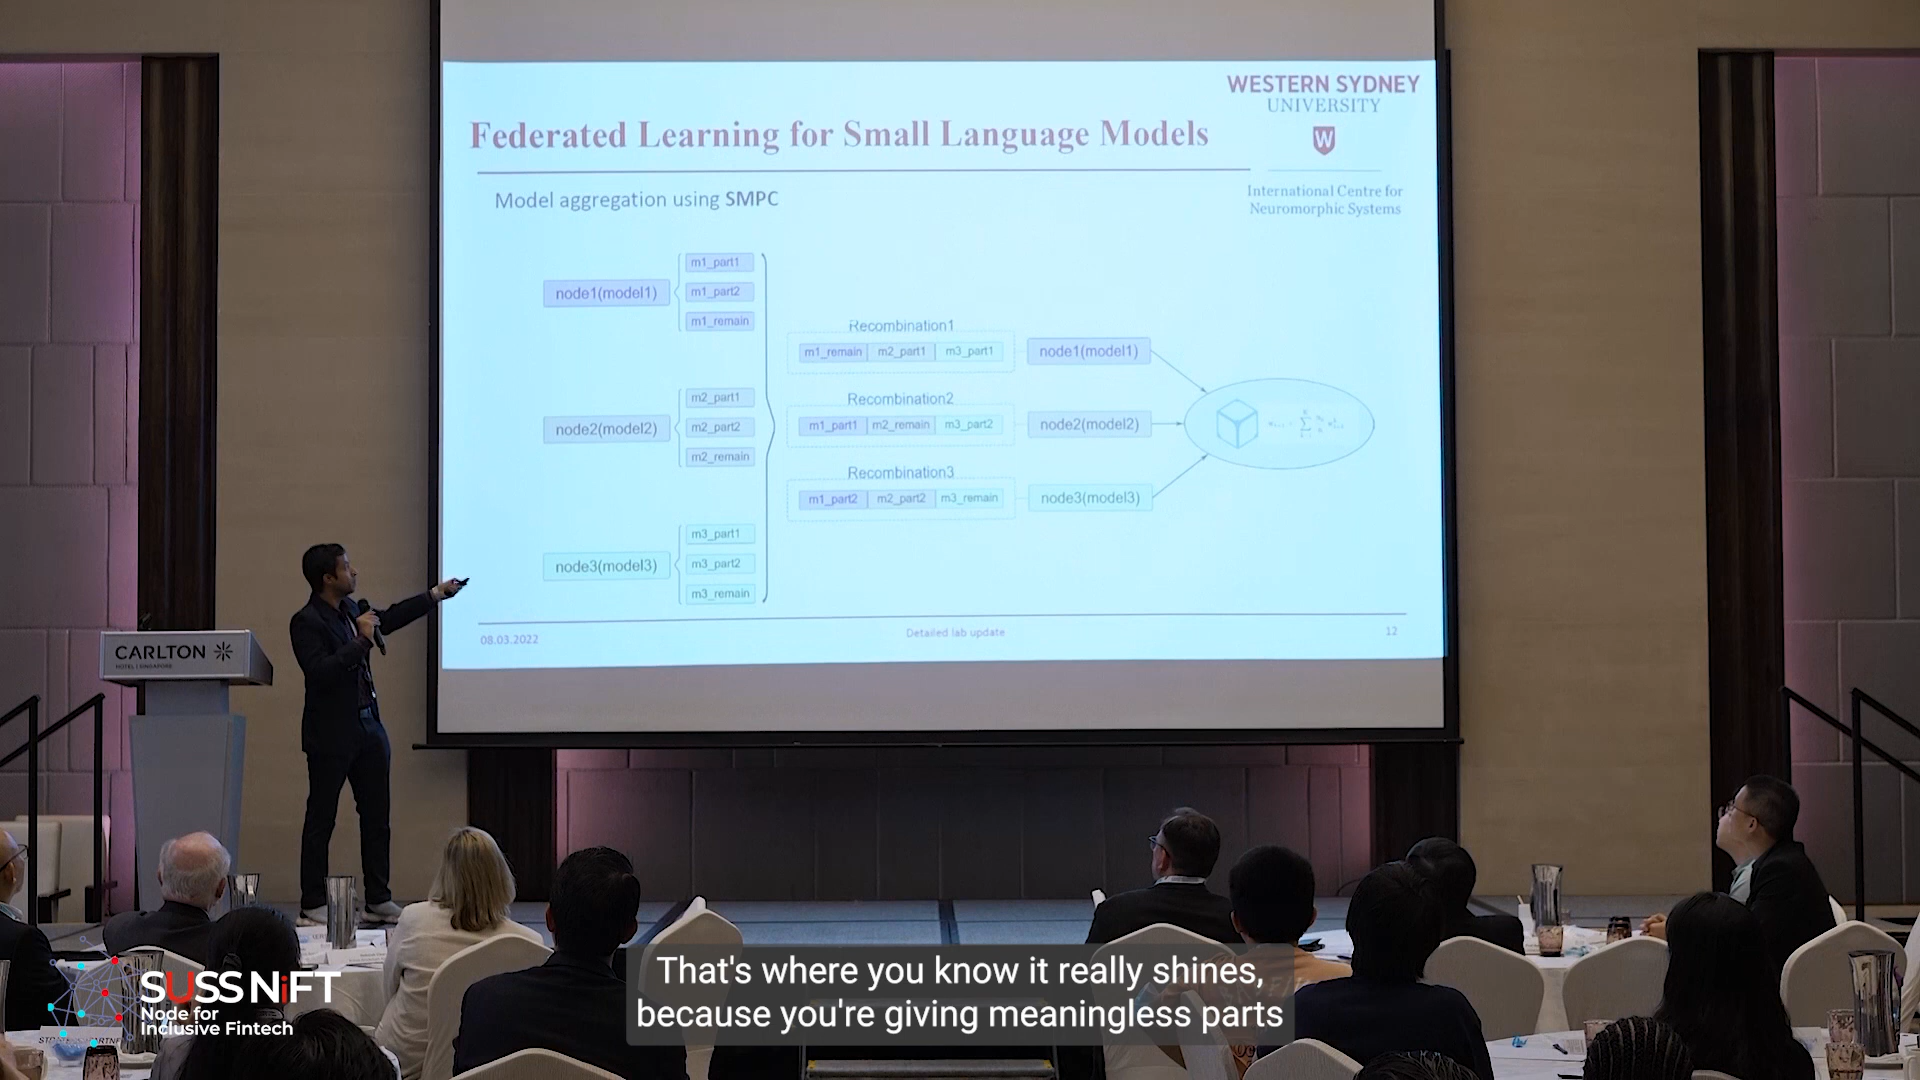 WESTERN SYDNEY
UNIVERSITY
W
International Centre for
Neuromorphic Systems
Federated Learning for Small Language Models
Model aggregation using SMPC
node1(model1)
m1_part1
m1_part2
m1_remain
node2(model2)
m2_part1
m2_part2
m2_remain
node3(model3)
m3_part1
m3_part2
m3_remain
Recombination1
m1_remain m2_part1 m3_part1
node1(model1)
Recombination2
m1_part1 m2_remain m3_part2
node2(model2)
Recombination3
m1_part2 m2_part2 m3_remain
node3(model3)
08.03.2022
Detailed lab update
12
CARLTON
HOTEL SINGAPORE
SUSS NiFT
Node for
Inclusive Fintech
That's where you know it really shines,
because you're giving meaningless parts